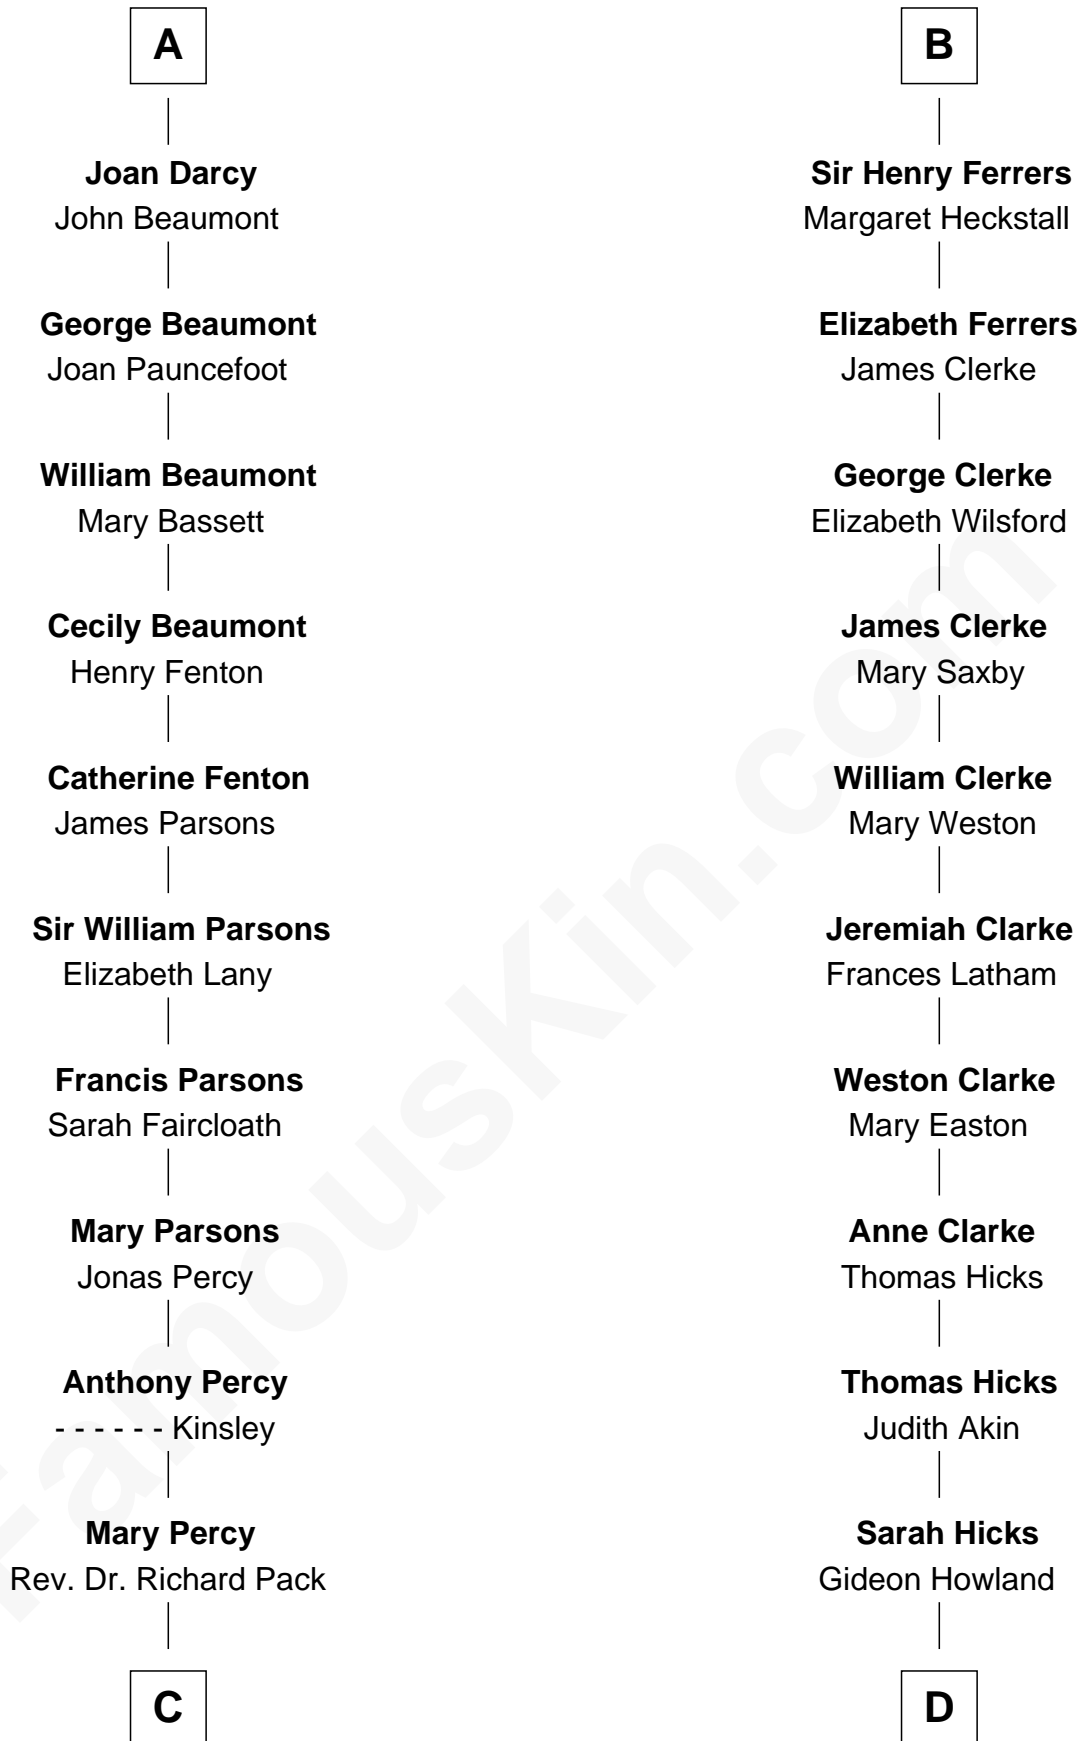 A
Joan Darcy
John Beaumont
George Beaumont
Joan Pauncefoot
William Beaumont
Mary Bassett
Cecily Beaumont
Henry Fenton
Catherine Fenton
James Parsons
Sir William Parsons
Elizabeth Lany
Francis Parsons
Sarah Faircloath
Mary Parsons
Jonas Percy
Anthony Percy
- - - - - - Kinsley
Mary Percy
Rev. Dr. Richard Pack
C
B
Sir Henry Ferrers
Margaret Heckstall
Elizabeth Ferrers
James Clerke
George Clerke
Elizabeth Wilsford
James Clerke
Mary Saxby
William Clerke
Mary Weston
Jeremiah Clarke
Frances Latham
Weston Clarke
Mary Easton
Anne Clarke
Thomas Hicks
Thomas Hicks
Judith Akin
Sarah Hicks
Gideon Howland
D
FamousKin.com